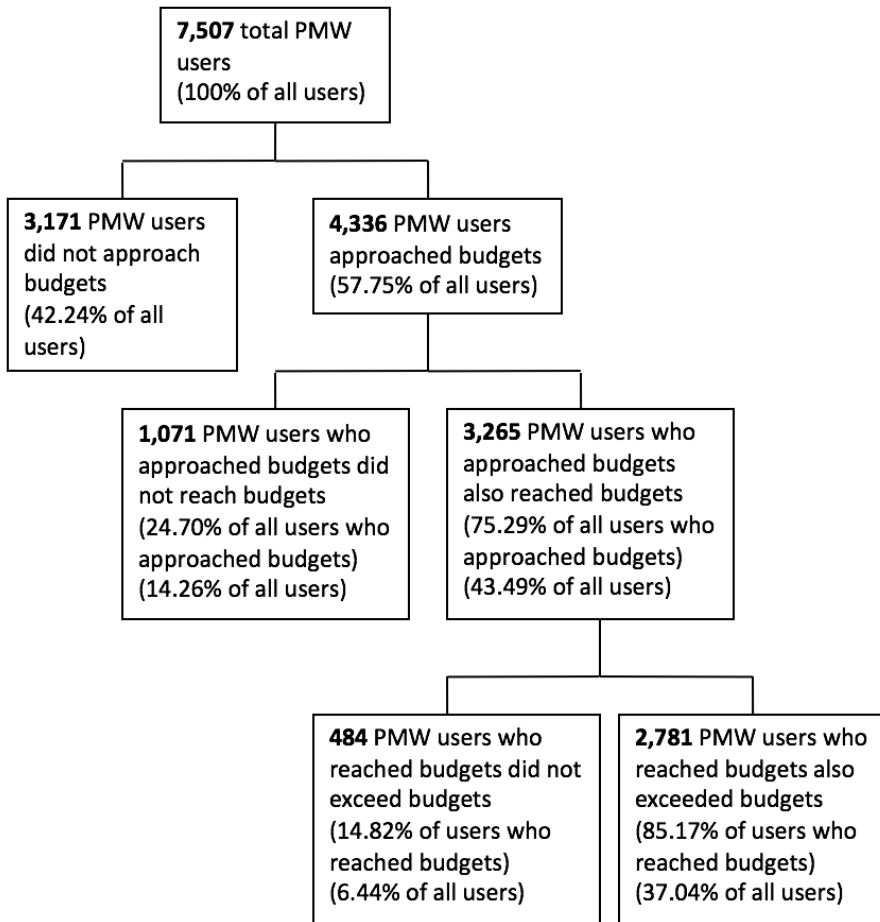 7,507 total PMW
users
(100% of all users)
3,171 PMW users
did not approach
budgets
(42.24% of all
users)
4,336 PMW users
approached budgets
(57.75% of all users)
1,071 PMW users who
approached budgets did
not reach budgets
(24.70% of all users who
approached budgets)
(14.26% of all users)
3,265 PMW users who
approached budgets
also reached budgets
(75.29% of all users who
approached budgets)
(43.49% of all users)
484 PMW users who
reached budgets did not
exceed budgets
(14.82% of users who
reached budgets)
(6.44% of all users)
2,781 PMW users who
reached budgets also
exceeded budgets
(85.17% of users who
reached budgets)
(37.04% of all users)